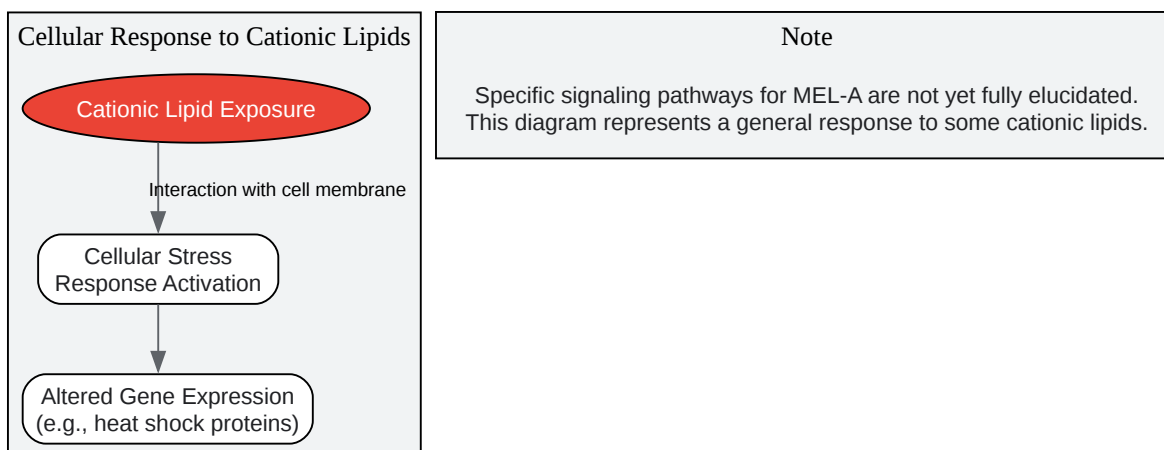 Cellular Response to Cationic Lipids
Cationic Lipid Exposure
Interaction with cell membrane
Cellular Stress
Response Activation
Altered Gene Expression
(e.g., heat shock proteins)
Note
Specific signaling pathways for MEL-A are not yet fully elucidated.
This diagram represents a general response to some cationic lipids.